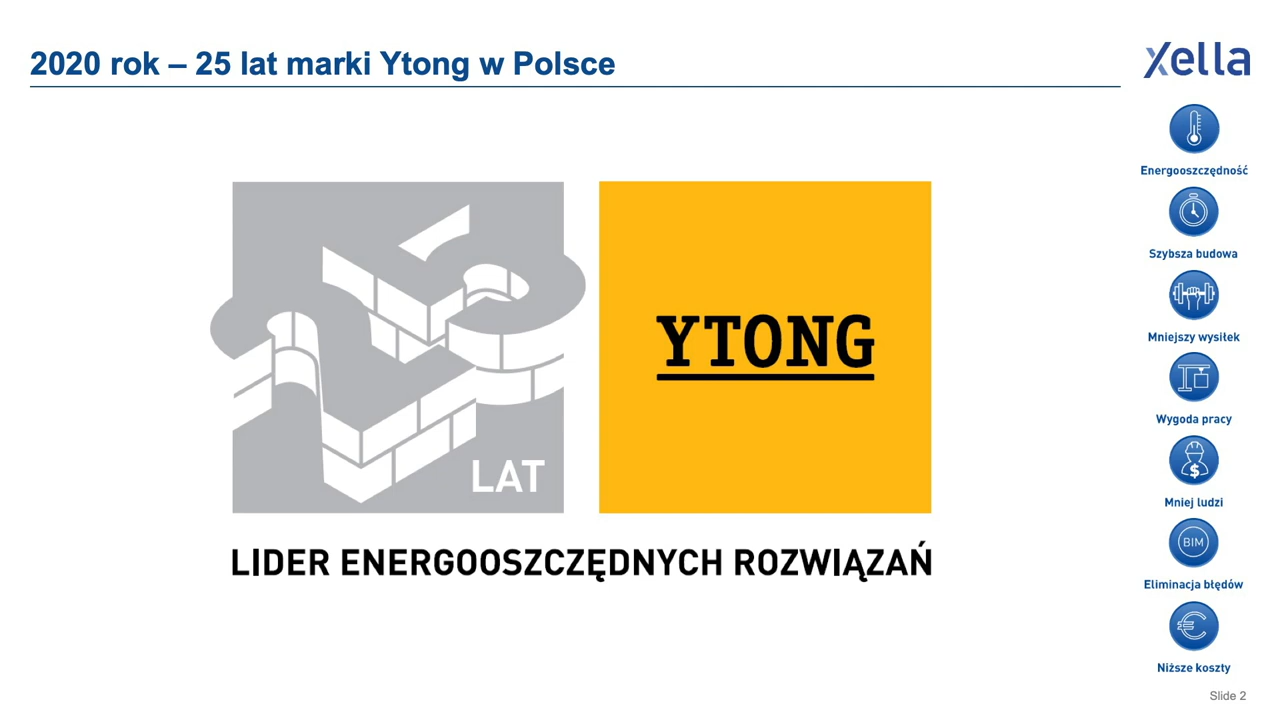 2020 rok – 25 lat marki Ytong w Polsce
xella
Energooszczędność
Szybsza budowa
Mniejszy wysiłek
Wygoda pracy
$
Mniej ludzi
BIM
Eliminacja błędów
€
Niższe koszty
25
LAT
YTONG
LIDER ENERGOOSZCZĘDNYCH ROZWIĄZAŃ
Slide 2